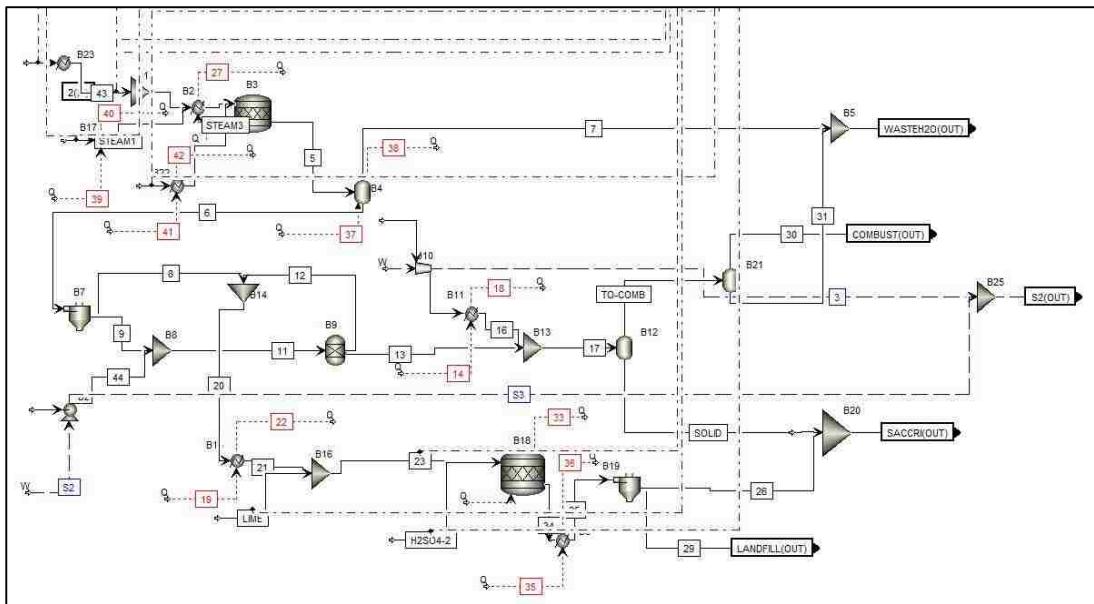 B23
43
B2
27
Q
B3
40
Q
B17
STEAM1
STEAM3
7
B5
WASTEH2O(OUT)
42
Q
38
Q
5
B4
Q
39
6
Q
41
Q
37
31
30
COMBUST(OUT)
W
B21
TO-COMB
B25
8
12
B11
18
Q
3
S2(OUT)
B7
B14
9
B8
B9
16
B13
B12
11
13
17
44
Q
14
20
S3
B20
22
Q
33
Q
SOLID
SACCRI(OUT)
B1
B16
B18
21
23
36
Q
B19
W
S2
Q
19
Q
26
LIME
H2SO4-2
34
29
LANDFILL(OUT)
Q
35